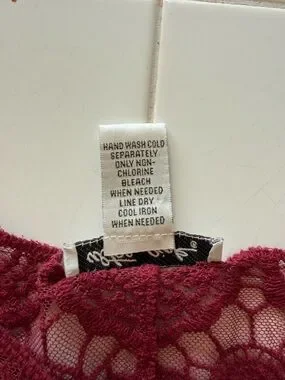 HAND WASH COLD
SEPARATELY
ONLY NON-
CHLORINE
BLEACH
WHEN NEEDED
LINE DRY
COOL IRON
WHEN NEEDED
®